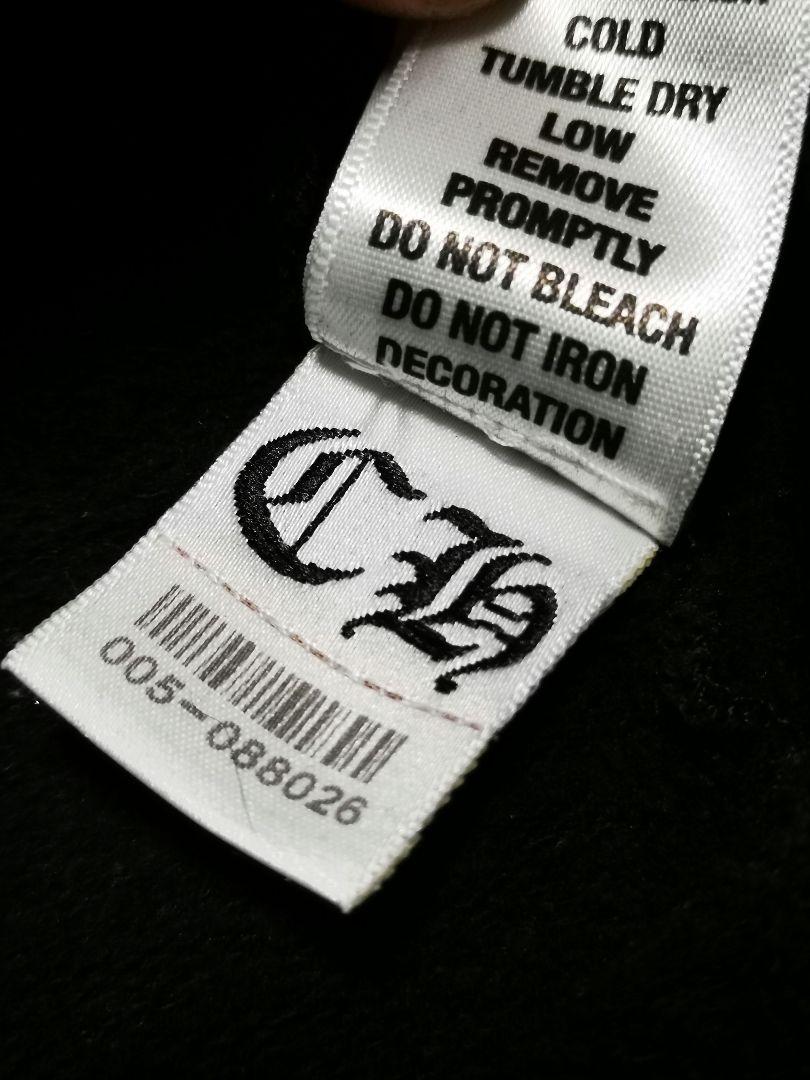 COLD
TUMBLE DRY
LOW
REMOVE
PROMPTLY
DO NOT BLEACH
DO NOT IRON
DECORATION
CH
005-088026